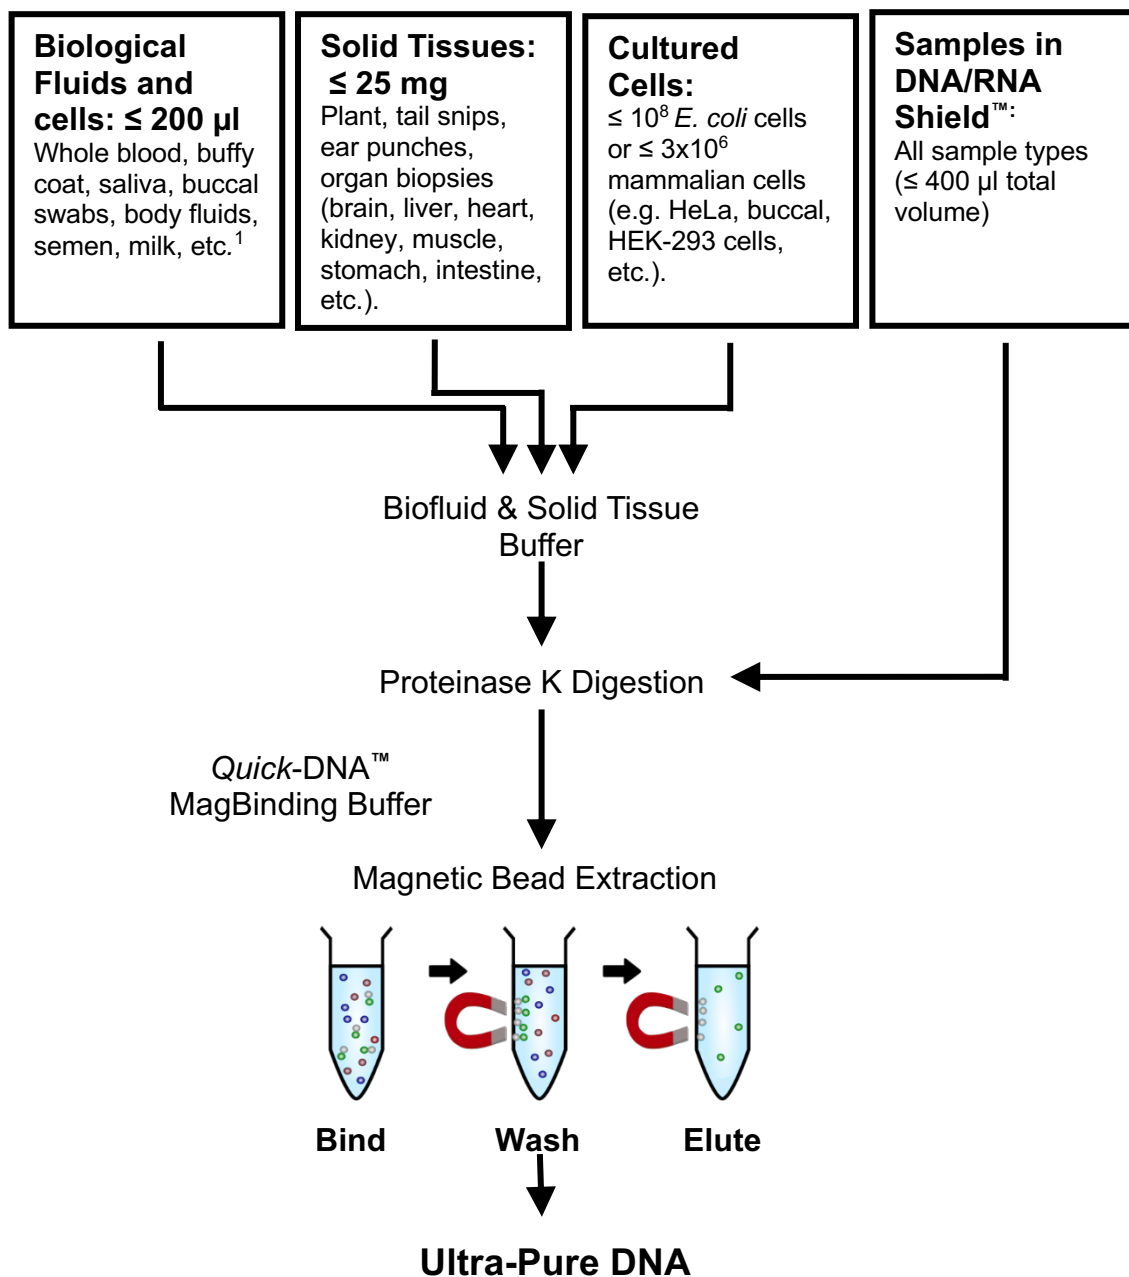 Biological
Fluids and
cells: ≤ 200 µl
Whole blood, buffy
coat, saliva, buccal
swabs, body fluids,
semen, milk, etc.¹
Solid Tissues:
≤ 25 mg
Plant, tail snips,
ear punches,
organ biopsies
(brain, liver, heart,
kidney, muscle,
stomach, intestine,
etc.).
Cultured
Cells:
≤ 10⁸ E. coli cells
or ≤ 3x10⁶
mammalian cells
(e.g. HeLa, buccal,
HEK-293 cells,
etc.).
Samples in
DNA/RNA
Shield™:
All sample types
(≤ 400 µl total
volume)
Biofluid & Solid Tissue
Buffer
Proteinase K Digestion
Quick-DNA™
MagBinding Buffer
Magnetic Bead Extraction
Bind Wash Elute
Ultra-Pure DNA